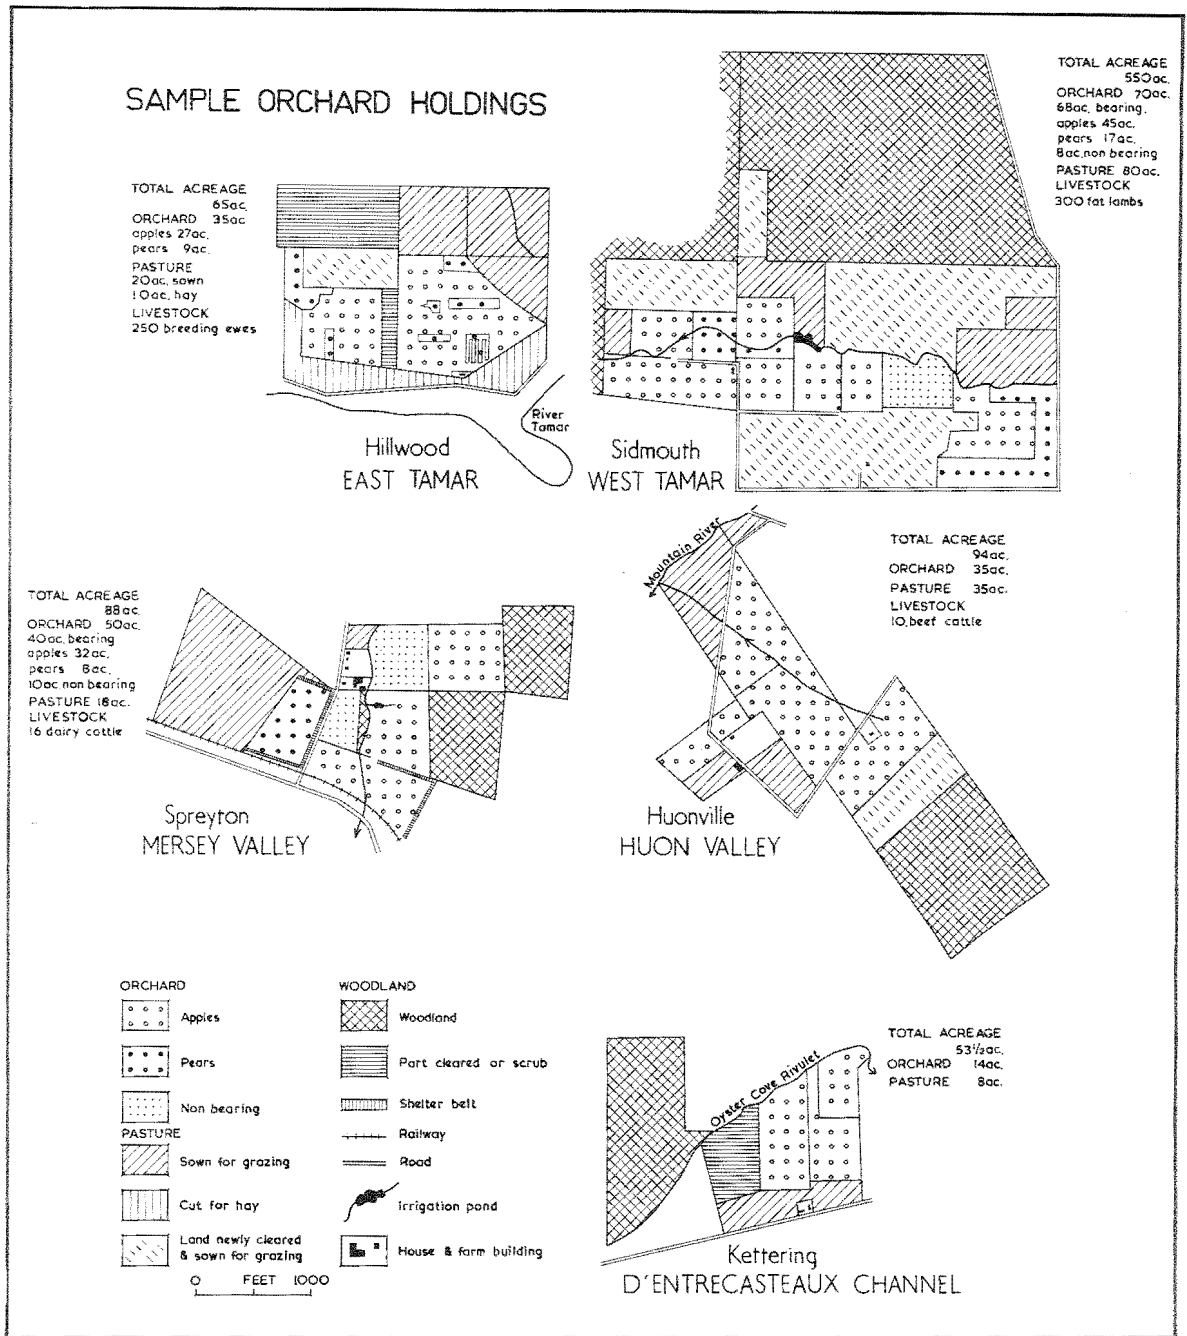 SAMPLE ORCHARD HOLDINGS
TOTAL ACREAGE
65ac.
ORCHARD 35ac
apples 27ac.
pears 9ac.
PASTURE
20ac. sown
10ac. hay
LIVESTOCK
250 breeding ewes
River
Tamar
Hillwood
EAST TAMAR
TOTAL ACREAGE
550ac.
ORCHARD 70ac.
68ac. bearing.
apples 45ac.
pears 17ac.
8ac. non bearing
PASTURE 80ac.
LIVESTOCK
300 fat lambs
Sidmouth
WEST TAMAR
TOTAL ACREAGE
88ac.
ORCHARD 50ac.
40ac. bearing
apples 32ac.
pears 8ac.
10ac non bearing
PASTURE 18ac.
LIVESTOCK
16 dairy cattle
Spreyton
MERSEY VALLEY
Mountain River
TOTAL ACREAGE
94ac.
ORCHARD 35ac.
PASTURE 35ac.
LIVESTOCK
10. beef cattle
Huonville
HUON VALLEY
ORCHARD
Apples
Pears
Non bearing
PASTURE
Sown for grazing
Cut for hay
Land newly cleared
& sown for grazing
0 FEET 1000
WOODLAND
Woodland
Part cleared or scrub
Shelter belt
Railway
Road
Irrigation pond
House & farm building
Oyster Cove Rivulet
TOTAL ACREAGE
53½ac.
ORCHARD 14ac.
PASTURE 8ac.
Kettering
D'ENTRECASTEAUX CHANNEL